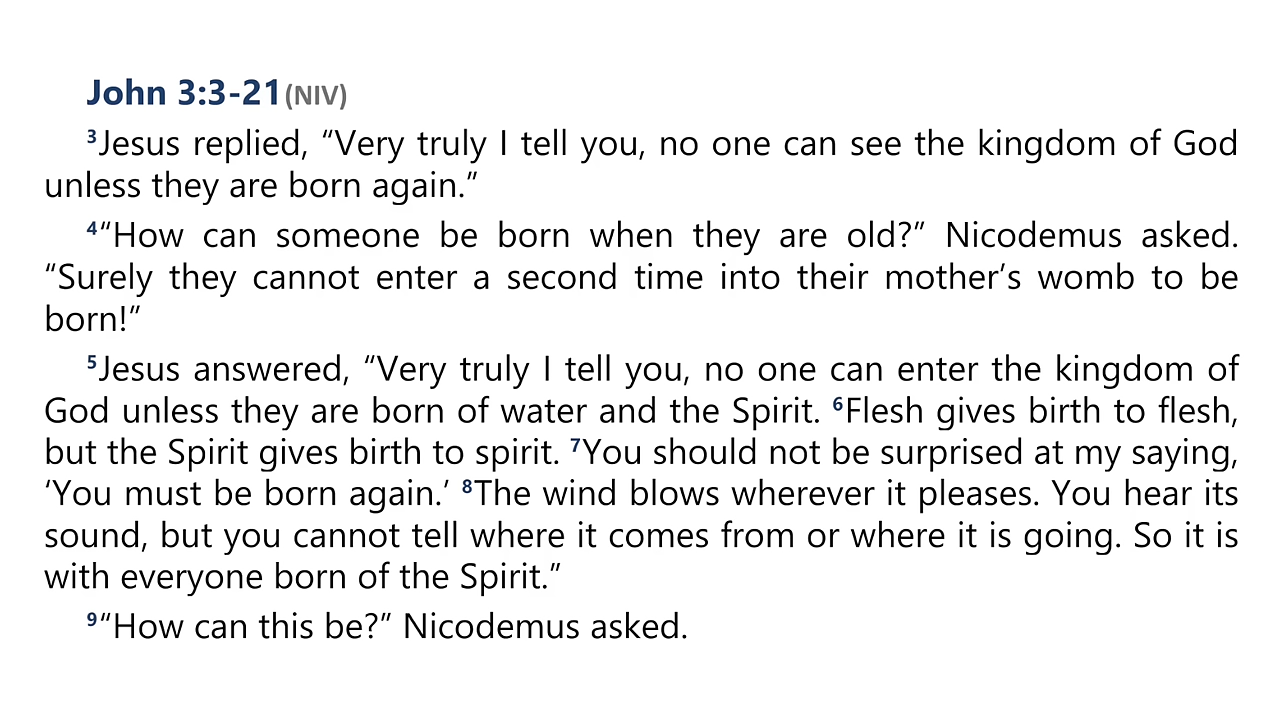 John 3:3-21(NIV)
3Jesus replied, “Very truly I tell you, no one can see the kingdom of God
unless they are born again.”
4“How can someone be born when they are old?” Nicodemus asked.
“Surely they cannot enter a second time into their mother’s womb to be
born!”
5Jesus answered, “Very truly I tell you, no one can enter the kingdom of
God unless they are born of water and the Spirit. 6Flesh gives birth to flesh,
but the Spirit gives birth to spirit. 7You should not be surprised at my saying,
‘You must be born again.’ 8The wind blows wherever it pleases. You hear its
sound, but you cannot tell where it comes from or where it is going. So it is
with everyone born of the Spirit.”
9“How can this be?” Nicodemus asked.